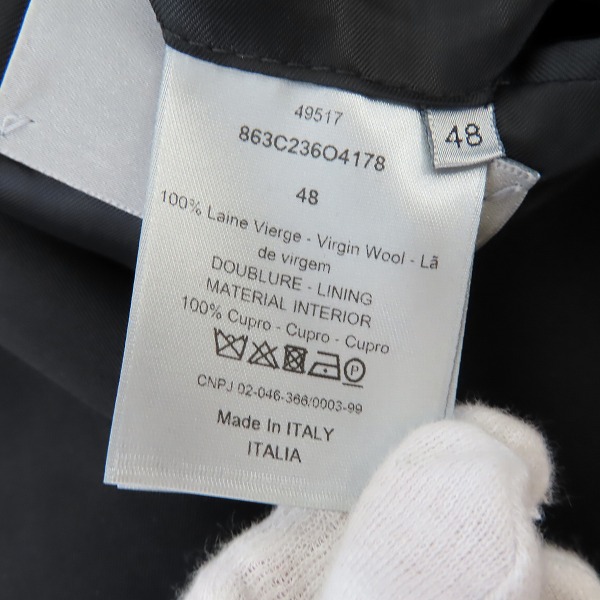 49517
863C236O4178
48
48
100% Laine Vierge - Virgin Wool - Lã
de virgem
DOUBLURE - LINING
MATERIAL INTERIOR
100% Cupro - Cupro - Cupro
P
CNPJ 02-046-366/0003-99
Made In ITALY
ITALIA